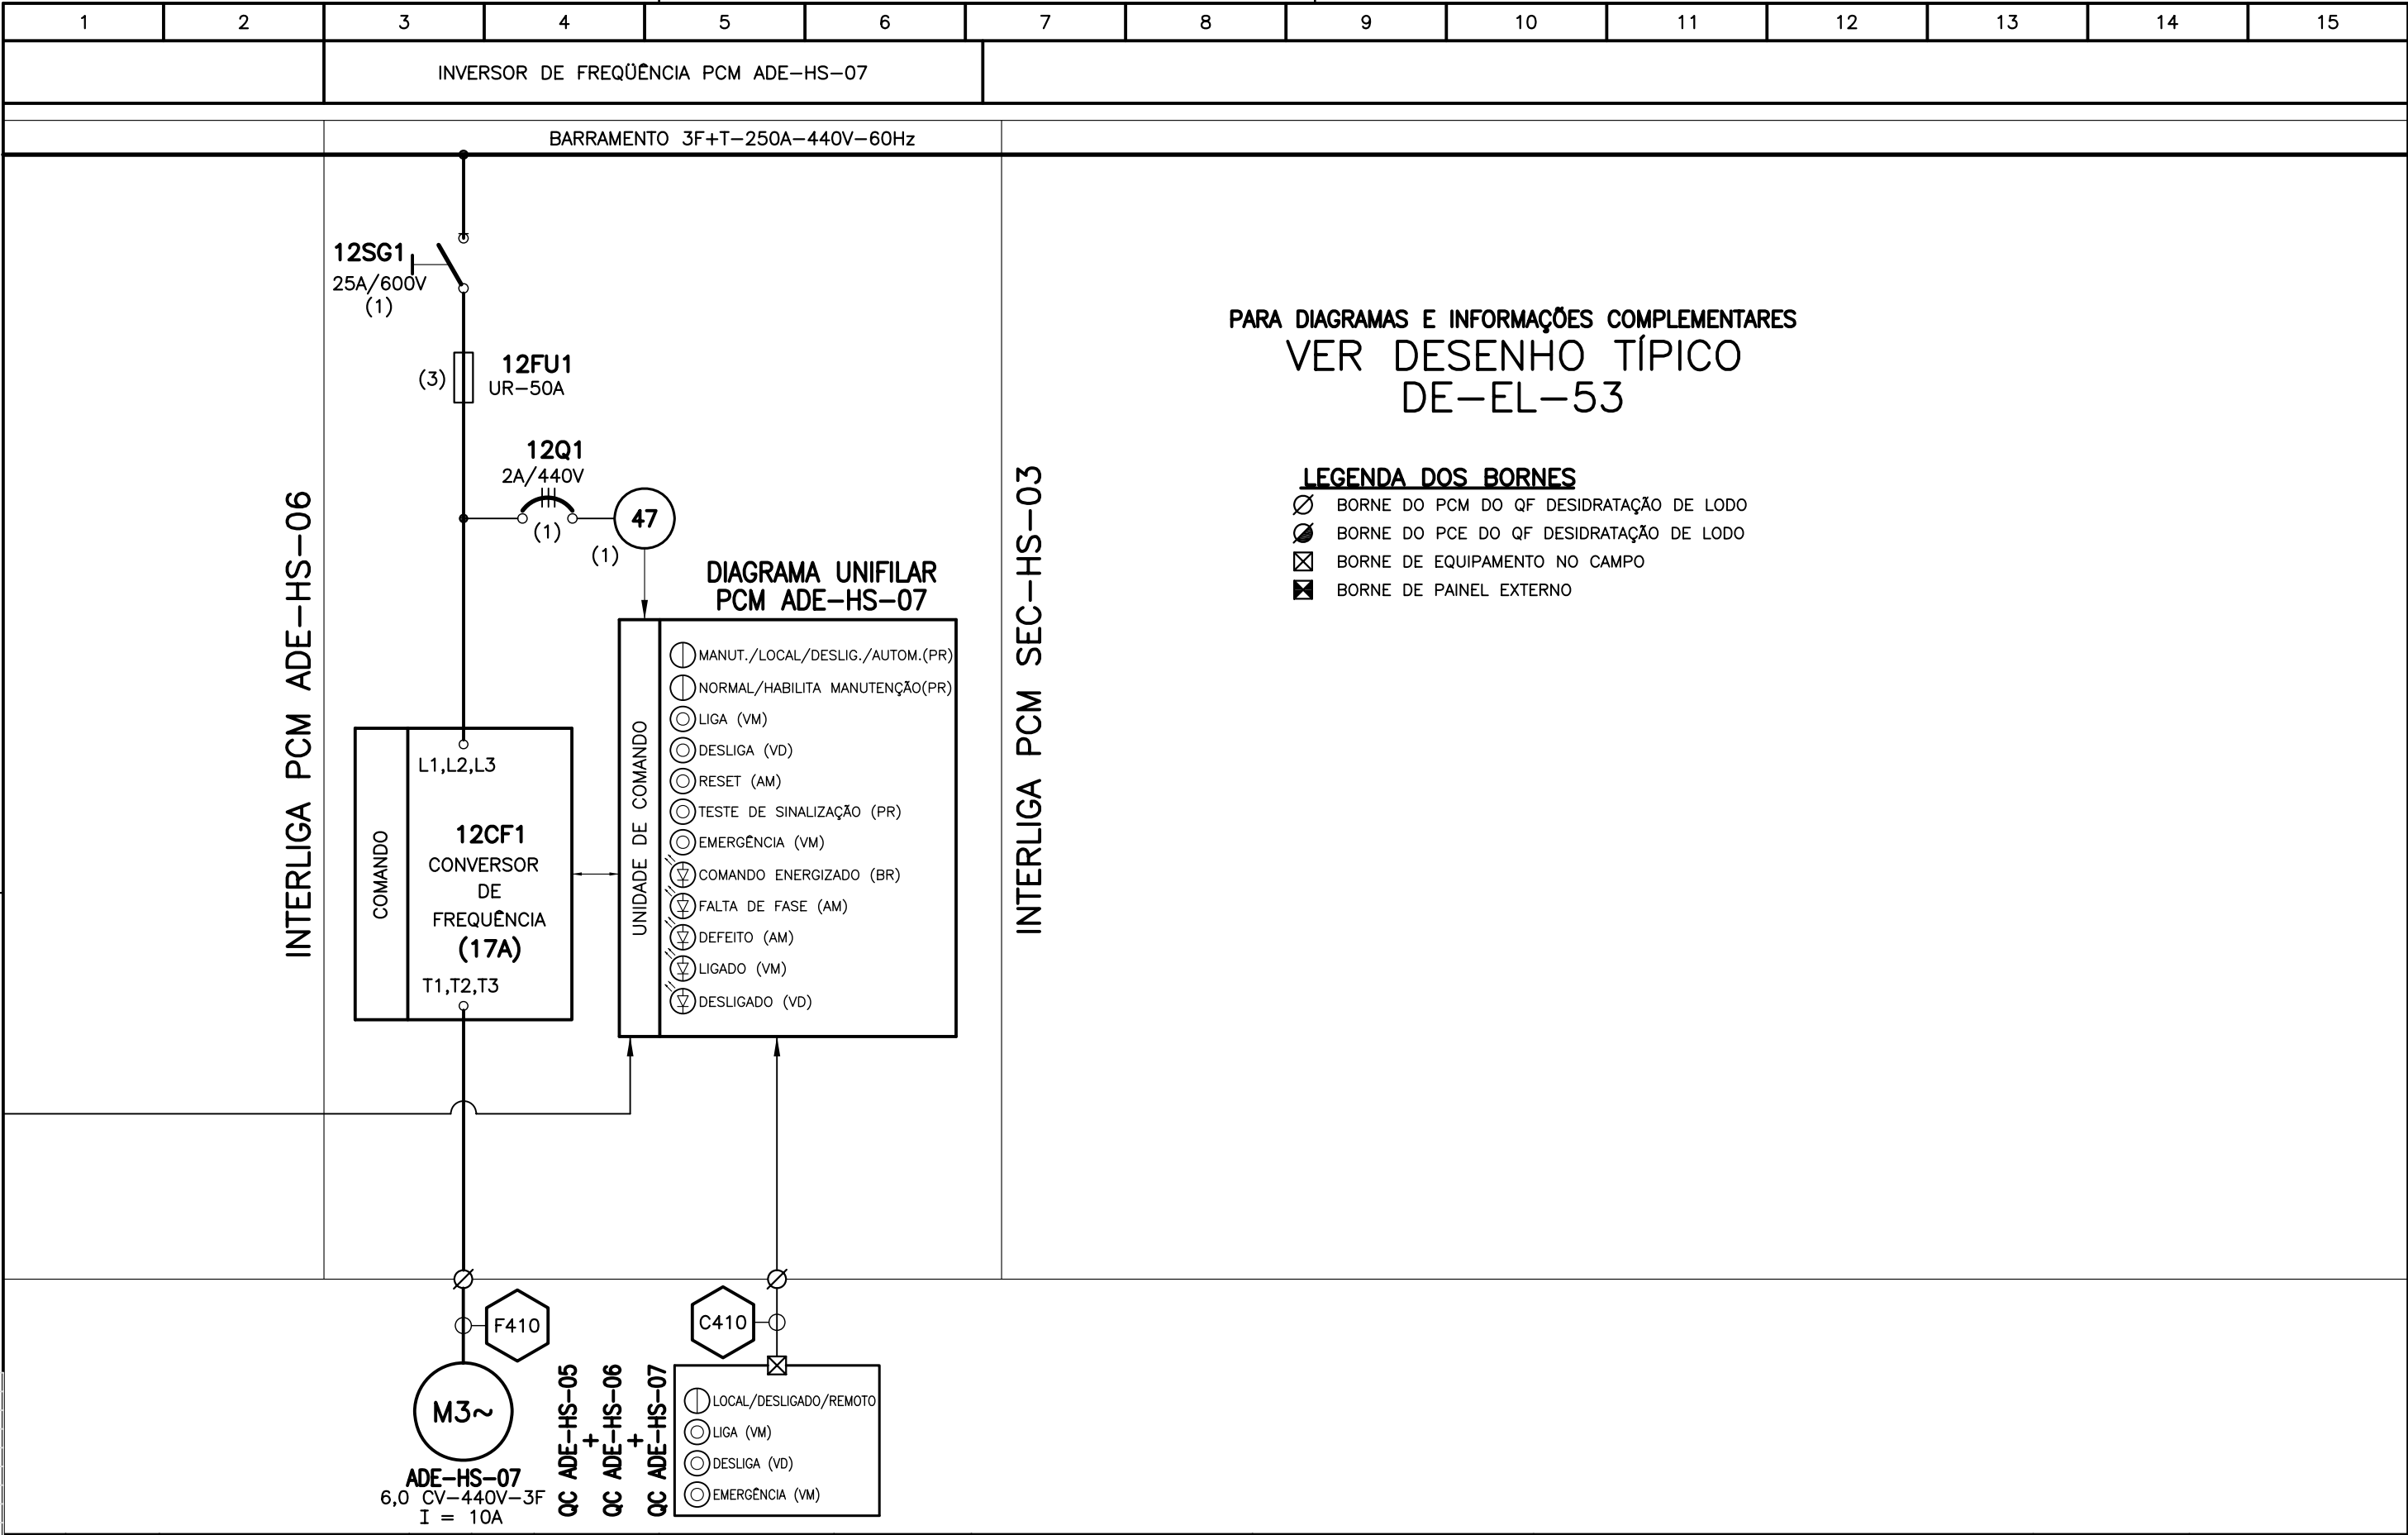 1 2 3 4 5 6 7 8 9 10 11 12 13 14 15
INVERSOR DE FREQÜÊNCIA PCM ADE-HS-07
BARRAMENTO 3F+T-250A-440V-60Hz
12SG1
25A/600V
(1)
(3)
12FU1
UR-50A
12Q1
2A/440V
(1)
47
(1)
INTERLIGA PCM ADE-HS-06
DIAGRAMA UNIFILAR
PCM ADE-HS-07
UNIDADE DE COMANDO
MANUT./LOCAL/DESLIG./AUTOM.(PR)
NORMAL/HABILITA MANUTENÇÃO(PR)
LIGA (VM)
DESLIGA (VD)
RESET (AM)
TESTE DE SINALIZAÇÃO (PR)
EMERGÊNCIA (VM)
COMANDO ENERGIZADO (BR)
FALTA DE FASE (AM)
DEFEITO (AM)
LIGADO (VM)
DESLIGADO (VD)
COMANDO
L1,L2,L3
12CF1
CONVERSOR
DE
FREQUÊNCIA
(17A)
T1,T2,T3
INTERLIGA PCM SEC-HS-03
PARA DIAGRAMAS E INFORMAÇÕES COMPLEMENTARES
VER DESENHO TÍPICO
DE-EL-53
LEGENDA DOS BORNES
BORNE DO PCM DO QF DESIDRATAÇÃO DE LODO
BORNE DO PCE DO QF DESIDRATAÇÃO DE LODO
BORNE DE EQUIPAMENTO NO CAMPO
BORNE DE PAINEL EXTERNO
F410
C410
M3~
ADE-HS-07
6,0 CV-440V-3F
I = 10A
QC ADE-HS-05
+
QC ADE-HS-06
+
QC ADE-HS-07
LOCAL/DESLIGADO/REMOTO
LIGA (VM)
DESLIGA (VD)
EMERGÊNCIA (VM)